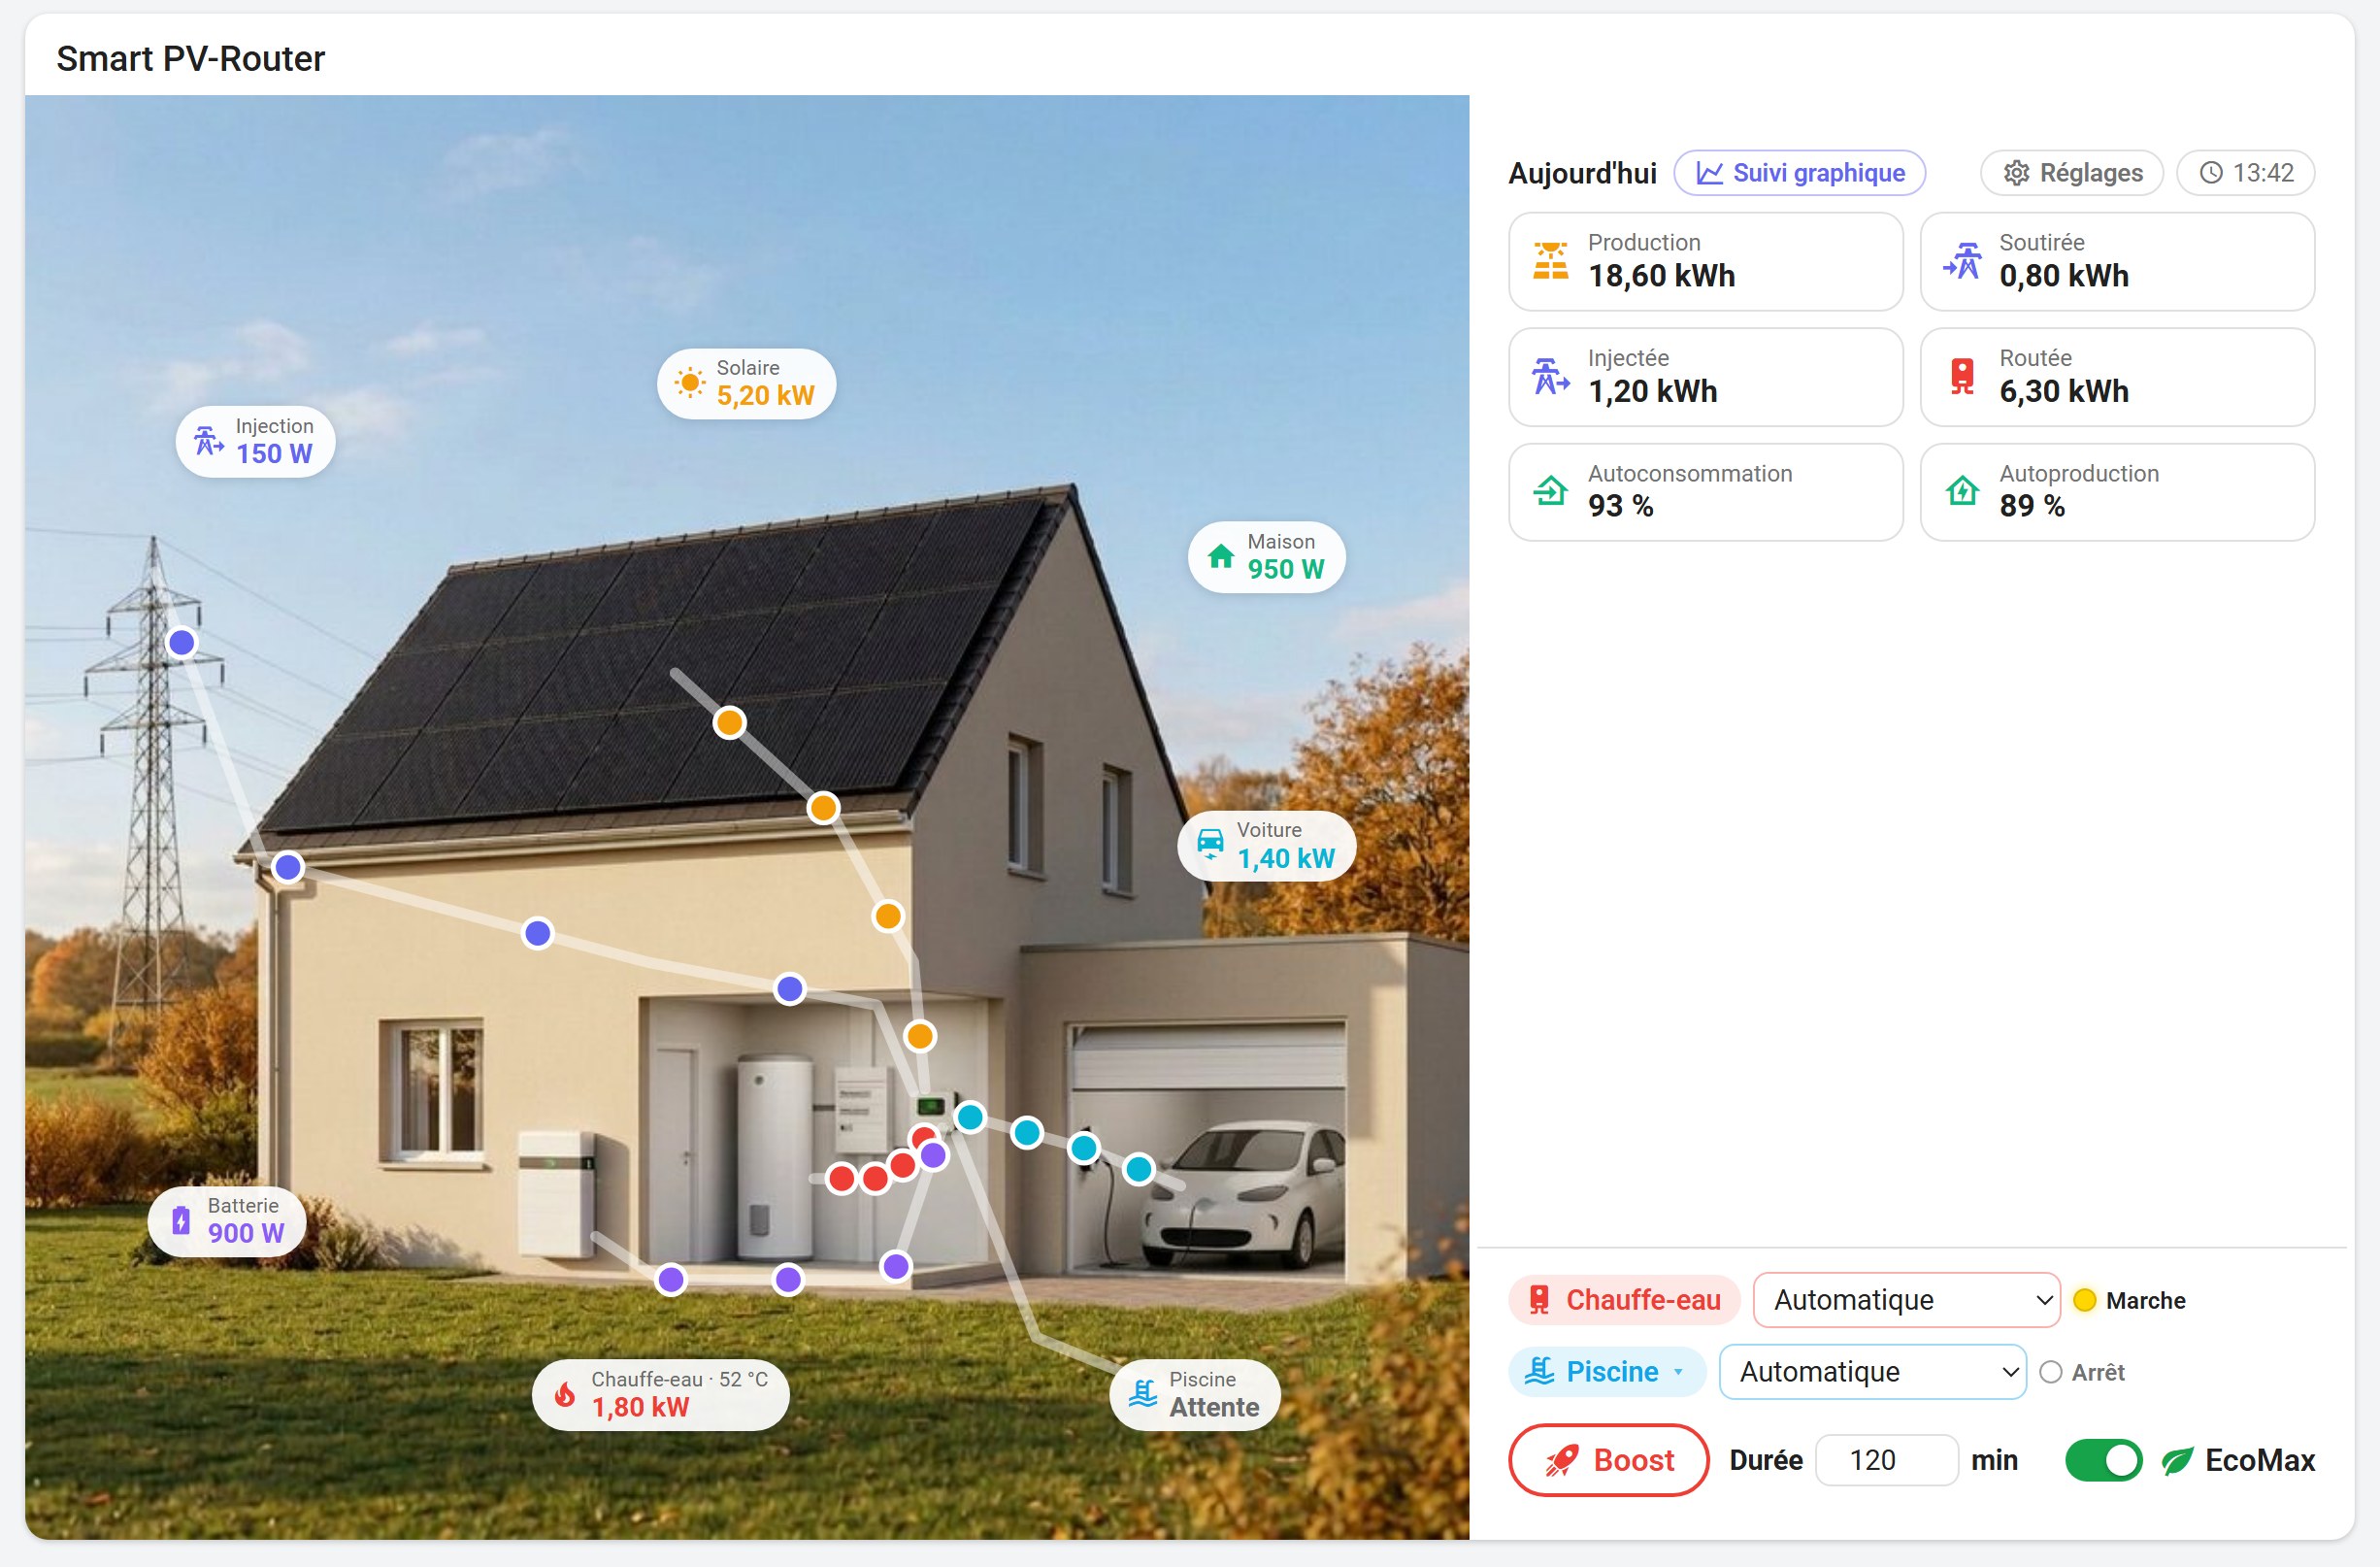 Smart PV-Router
Injection
150 W
Solaire
5,20 kW
Maison
950 W
Voiture
1,40 kW
Batterie
900 W
Chauffe-eau · 52 °C
1,80 kW
Piscine
Attente
Aujourd'hui
Suivi graphique
Réglages
13:42
Production
18,60 kWh
Soutirée
0,80 kWh
Injectée
1,20 kWh
Routée
6,30 kWh
Autoconsommation
93 %
Autoproduction
89 %
Chauffe-eau
Automatique
Marche
Piscine
Automatique
Arrêt
Boost
Durée
120
min
EcoMax